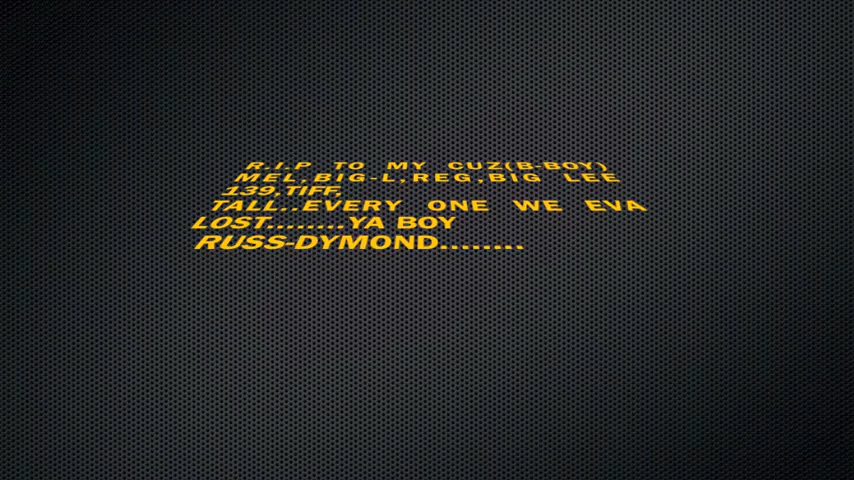 R.I.P TO MY CUZ(B-BOY)
MEL,BIG-L,REG,BIG LEE
139,TIFF,
TALL..EVERY ONE WE EVA
LOST........YA BOY
RUSS-DYMOND........